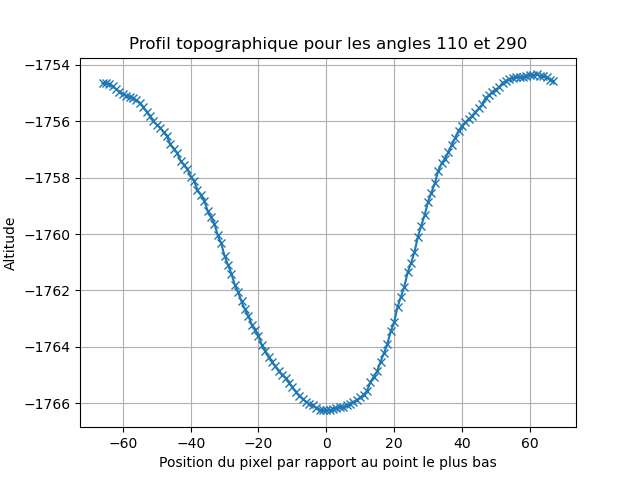 Profil topographique pour les angles 110 et 290
−1754
−1756
−1758
−1760
−1762
−1764
−1766
Altitude
−60 −40 −20 0 20 40 60
Position du pixel par rapport au point le plus bas